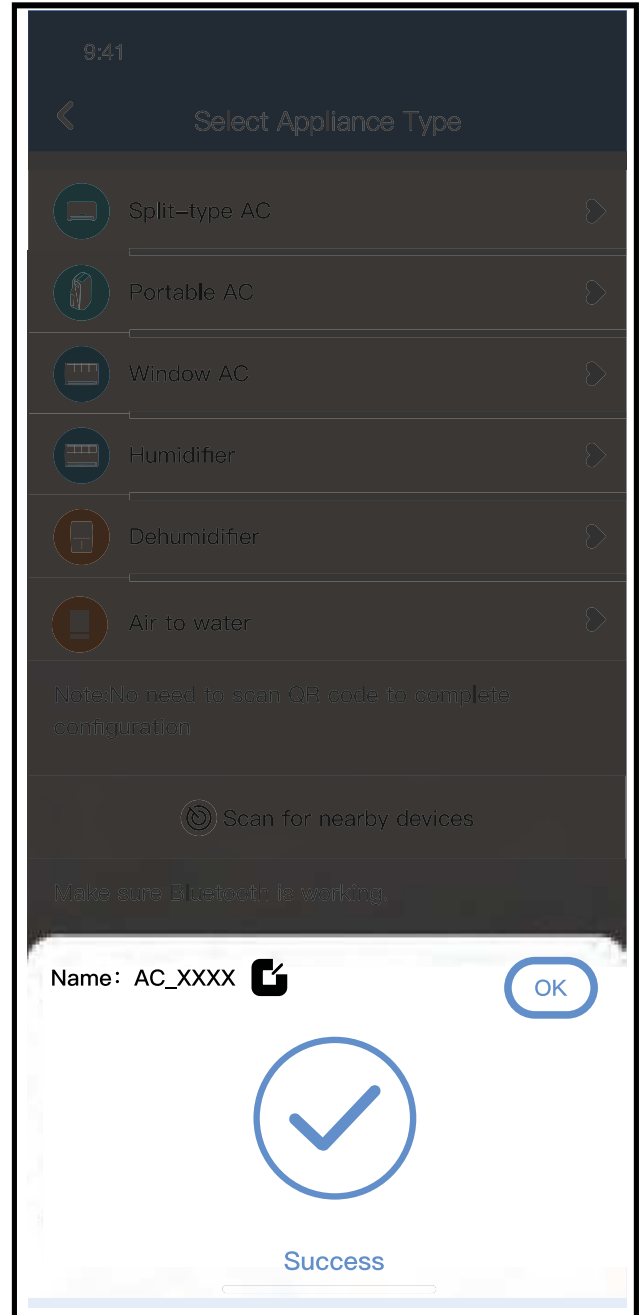 9:41
Select Appliance Type
Split-type AC
Portable AC
Window AC
Humidifier
Dehumidifier
Air to water
Note:No need to scan QR code to complete
configuration
Scan for nearby devices
Make sure Bluetooth is working.
Name: AC_XXXX
OK
Success